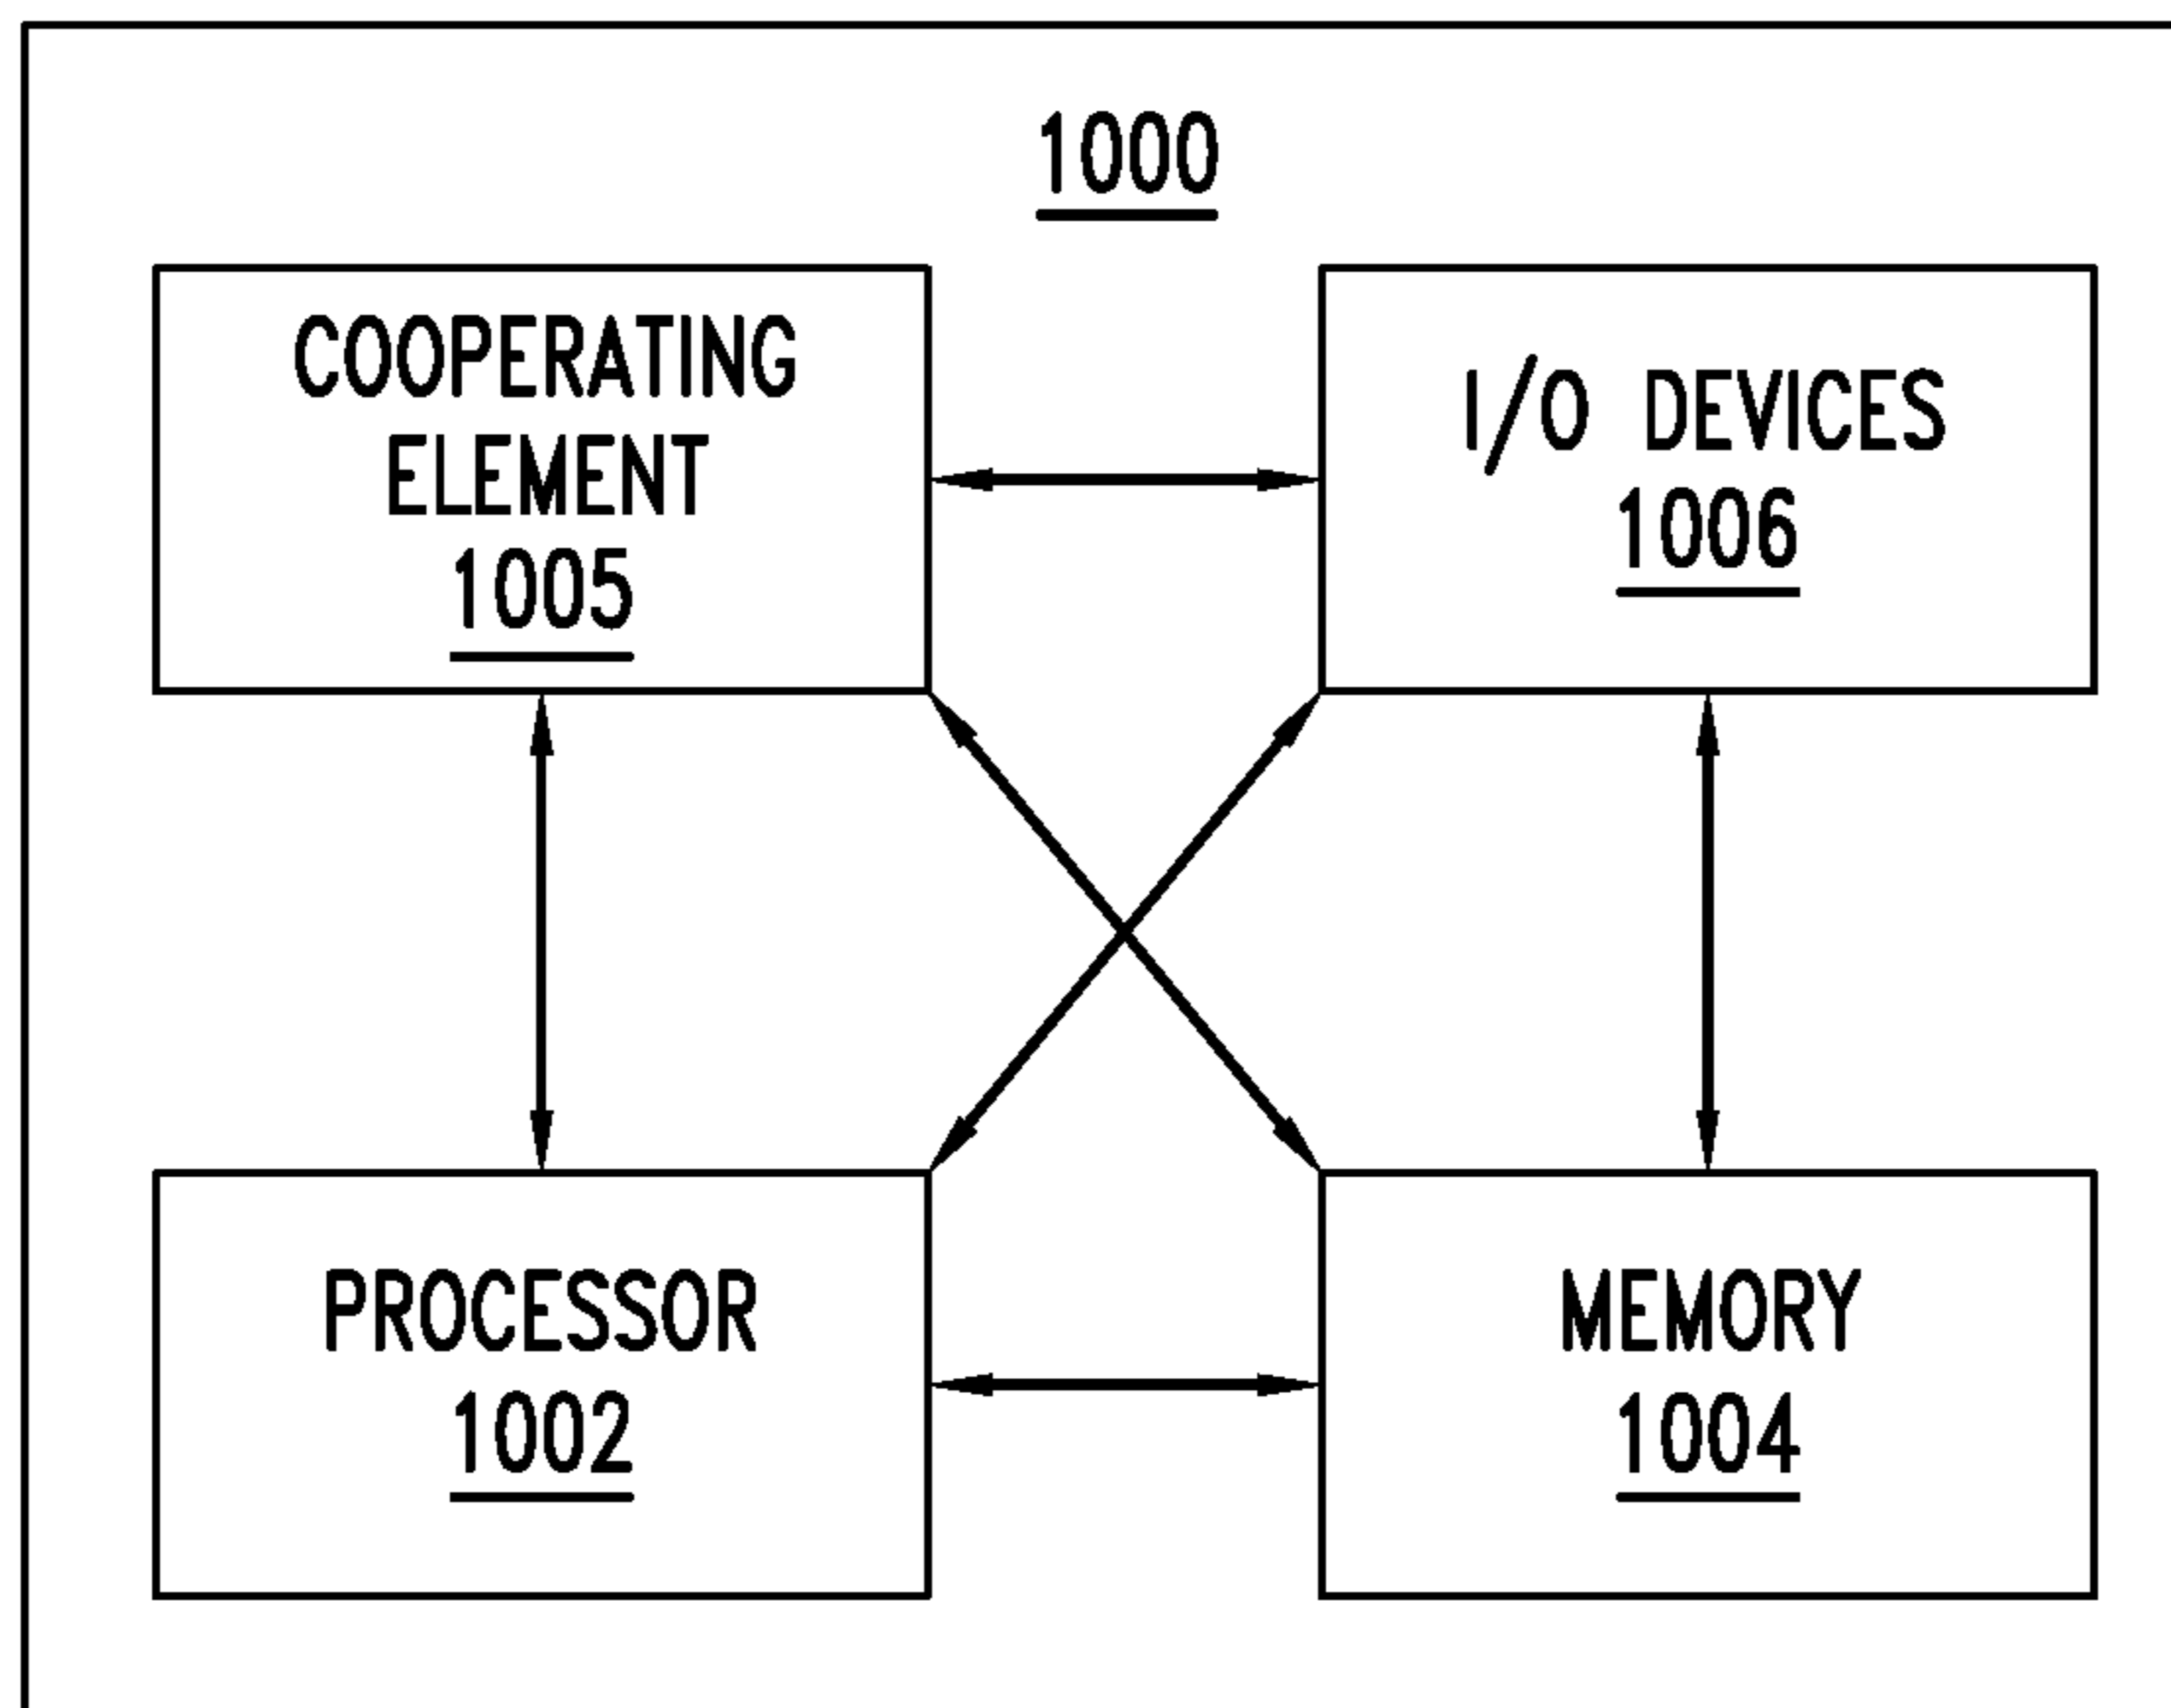 1000
COOPERATING
ELEMENT
1005
I/O DEVICES
1006
PROCESSOR
1002
MEMORY
1004